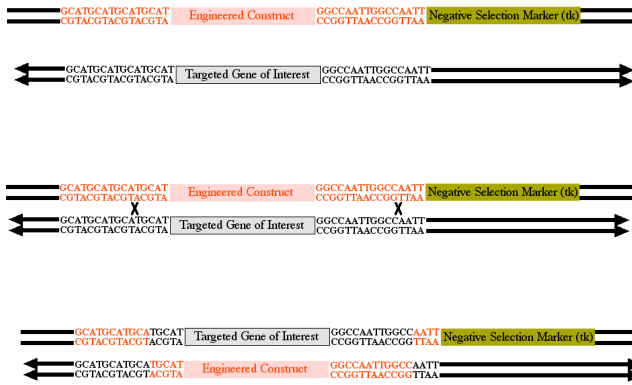 GCATGCATGCATGCAT Engineered Construct GGCCAATTGGCCAATT Negative Selection Marker (tk)
CGTACGTACGTACGTA CCGGTTAACCGGTTAA
GCATGCATGCATGCAT Targeted Gene of Interest GGCCAATTGGCCAATT
CGTACGTACGTACGTA CCGGTTAACCGGTTAA
GCATGCATGCATGCAT Engineered Construct GGCCAATTGGCCAATT Negative Selection Marker (tk)
CGTACGTACGTACGTA CCGGTTAACCGGTTAA
X X
GCATGCATGCATGCAT Targeted Gene of Interest GGCCAATTGGCCAATT
CGTACGTACGTACGTA CCGGTTAACCGGTTAA
GCATGCATGCATGCAT Targeted Gene of Interest GGCCAATTGGCCAATT Negative Selection Marker (tk)
CGTACGTACGTACGTA CCGGTTAACCGGTTAA
GCATGCATGCATGCAT Engineered Construct GGCCAATTGGCCAATT
CGTACGTACGTACGTA CCGGTTAACCGGTTAA